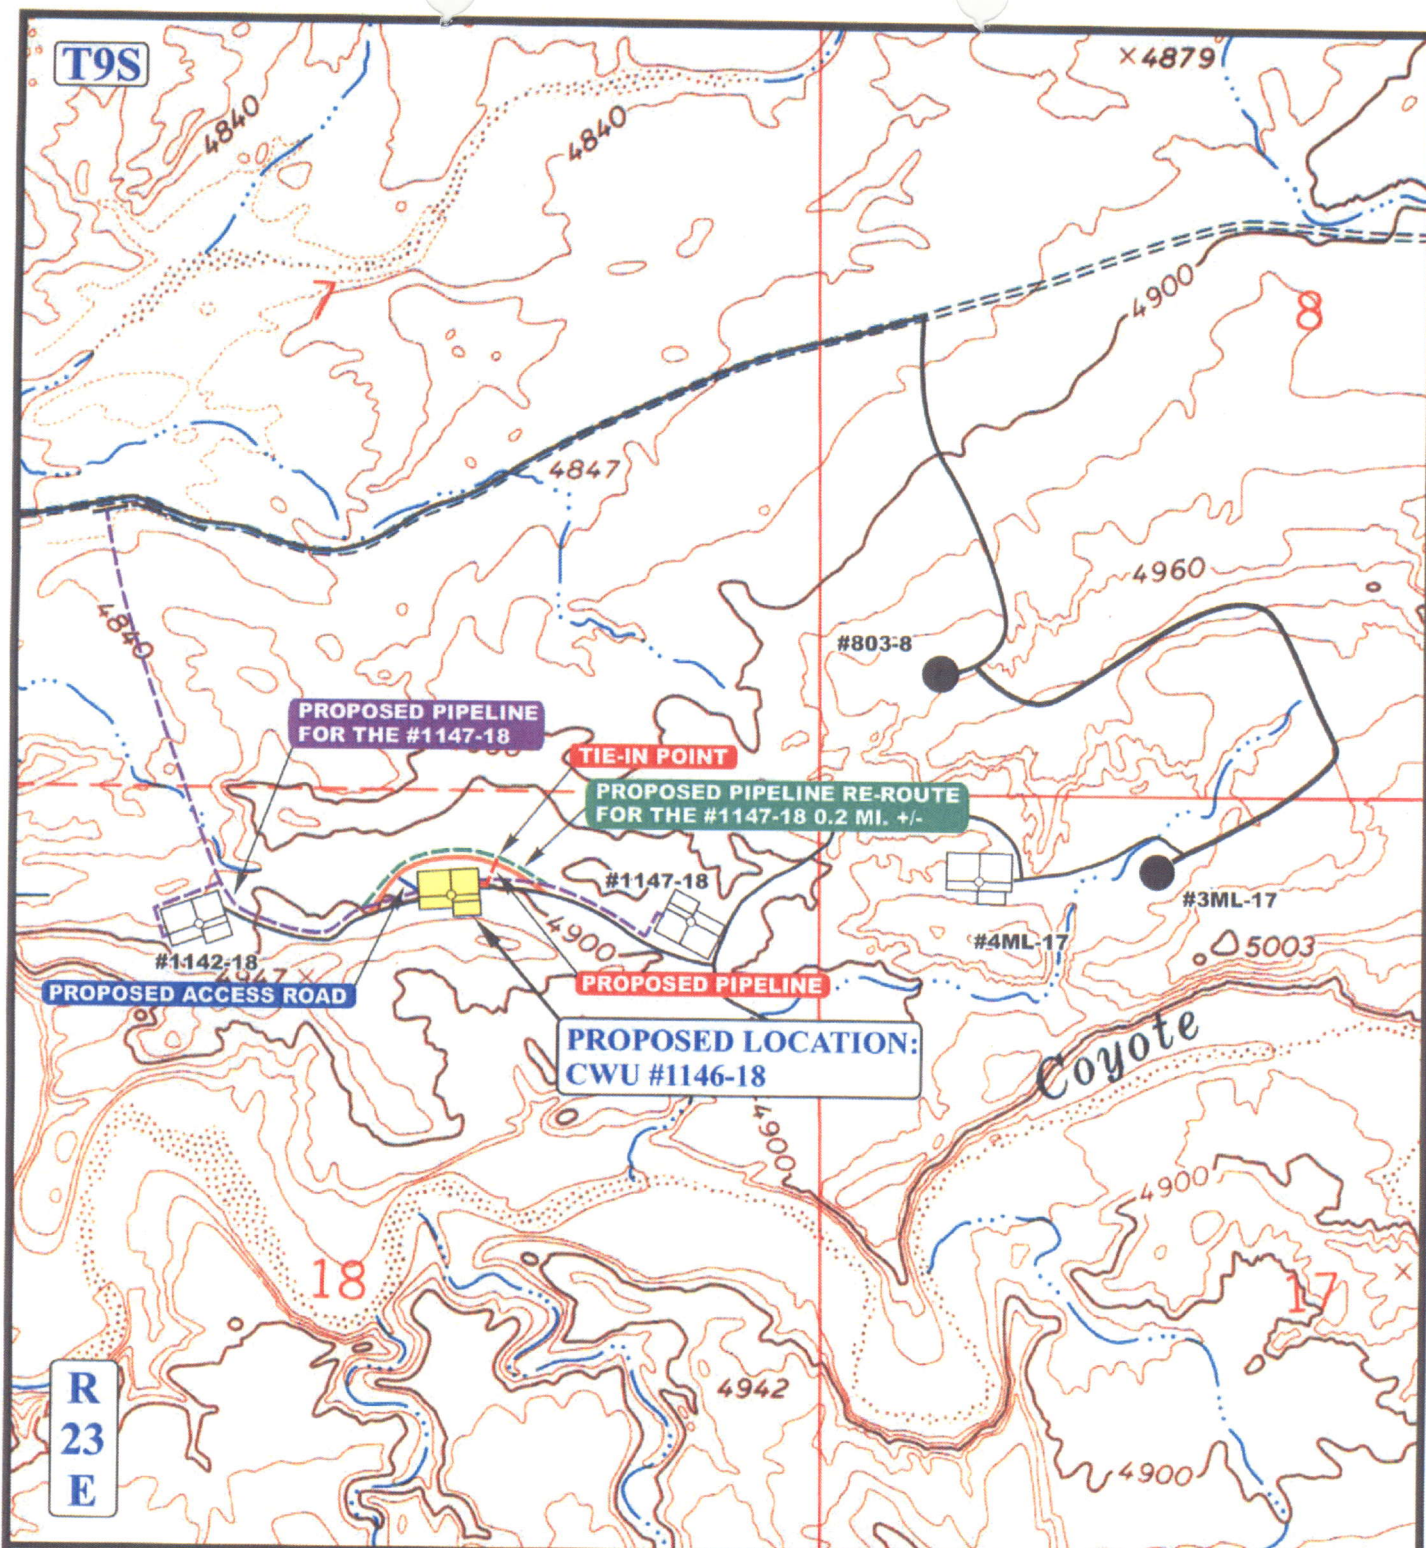 T9S
×4879
4840
4840
7
4900
8
4847
4960
4840
#803-8
PROPOSED PIPELINE
FOR THE #1147-18
TIE-IN POINT
PROPOSED PIPELINE RE-ROUTE
FOR THE #1147-18 0.2 MI. +/-
#1147-18
#3ML-17
#4ML-17
4900
5003
#1142-18
4947 ×
PROPOSED ACCESS ROAD
PROPOSED PIPELINE
PROPOSED LOCATION:
CWU #1146-18
Coyote
4900
4900
18
17
×
R
23
E
4942
4900